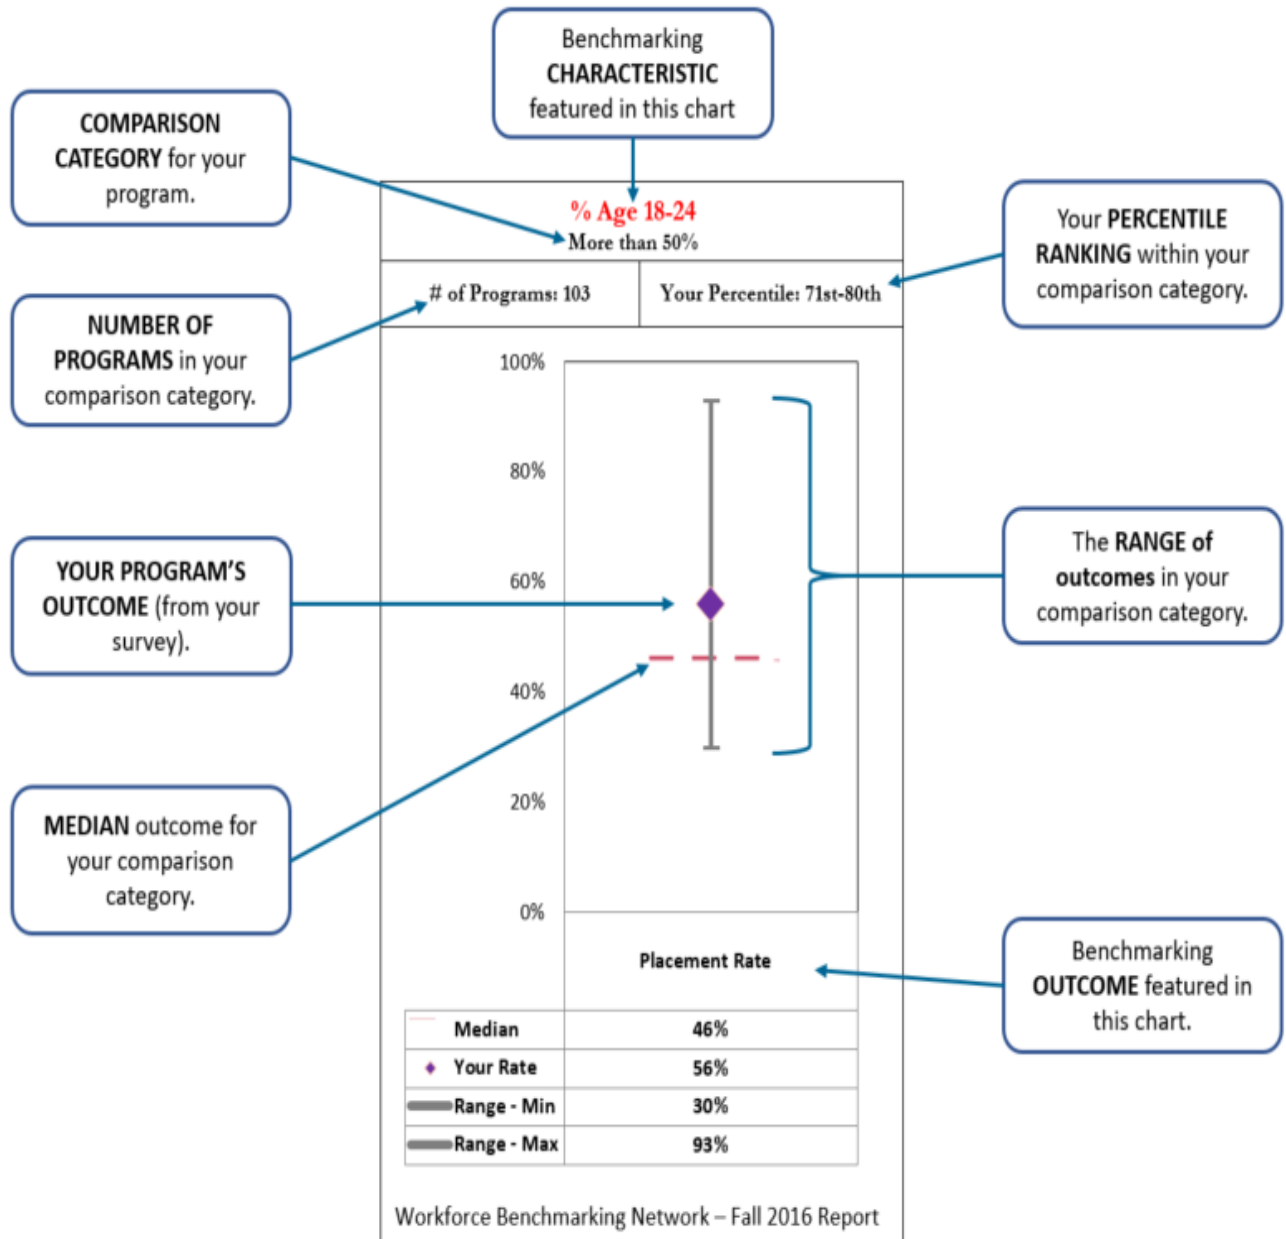 Benchmarking
CHARACTERISTIC
featured in this chart
COMPARISON
CATEGORY for your
program.
% Age 18-24
More than 50%
Your PERCENTILE
RANKING within your
comparison category.
# of Programs: 103
Your Percentile: 71st-80th
NUMBER OF
PROGRAMS in your
comparison category.
100%
80%
60%
40%
20%
0%
YOUR PROGRAM'S
OUTCOME (from your
survey).
The RANGE of
outcomes in your
comparison category.
MEDIAN outcome for
your comparison
category.
Placement Rate
Benchmarking
OUTCOME featured in
this chart.
Median 46%
Your Rate 56%
Range - Min 30%
Range - Max 93%
Workforce Benchmarking Network – Fall 2016 Report